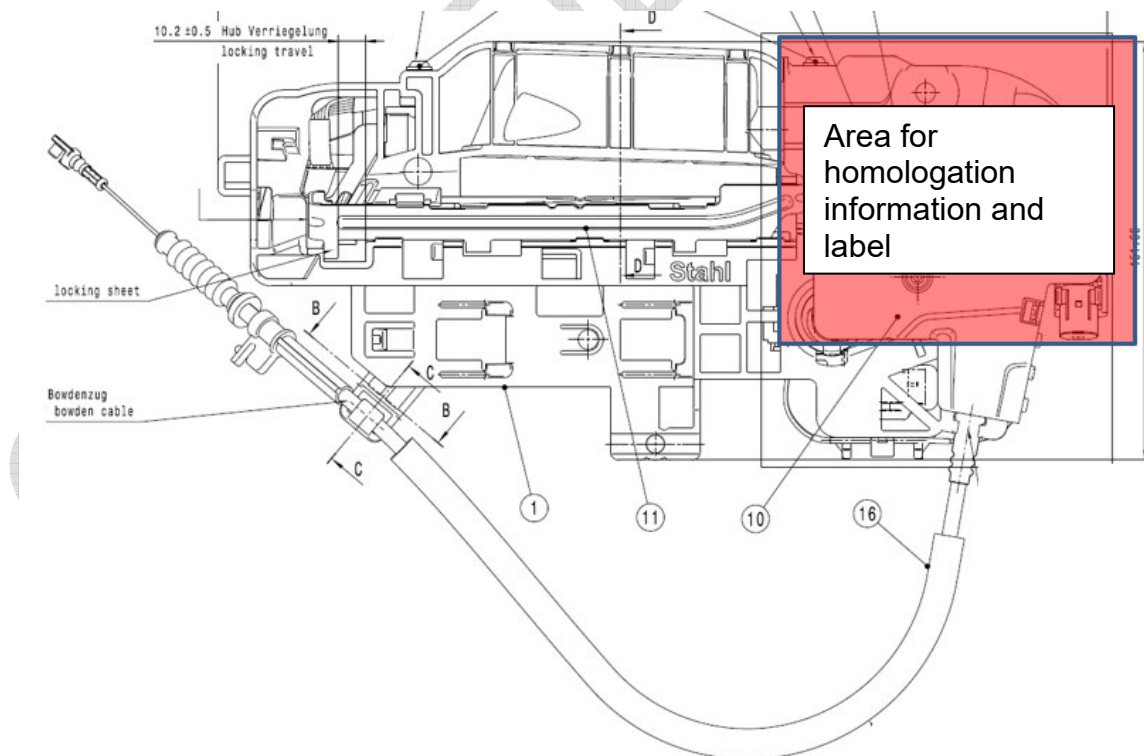 D
10.2 ±0.5 Hub Verriegelung
locking travel
Area for
homologation
information and
label
D
Stahl
locking sheet
B
C
Bowdenzug
bowden cable
B
C
1
11
10
16